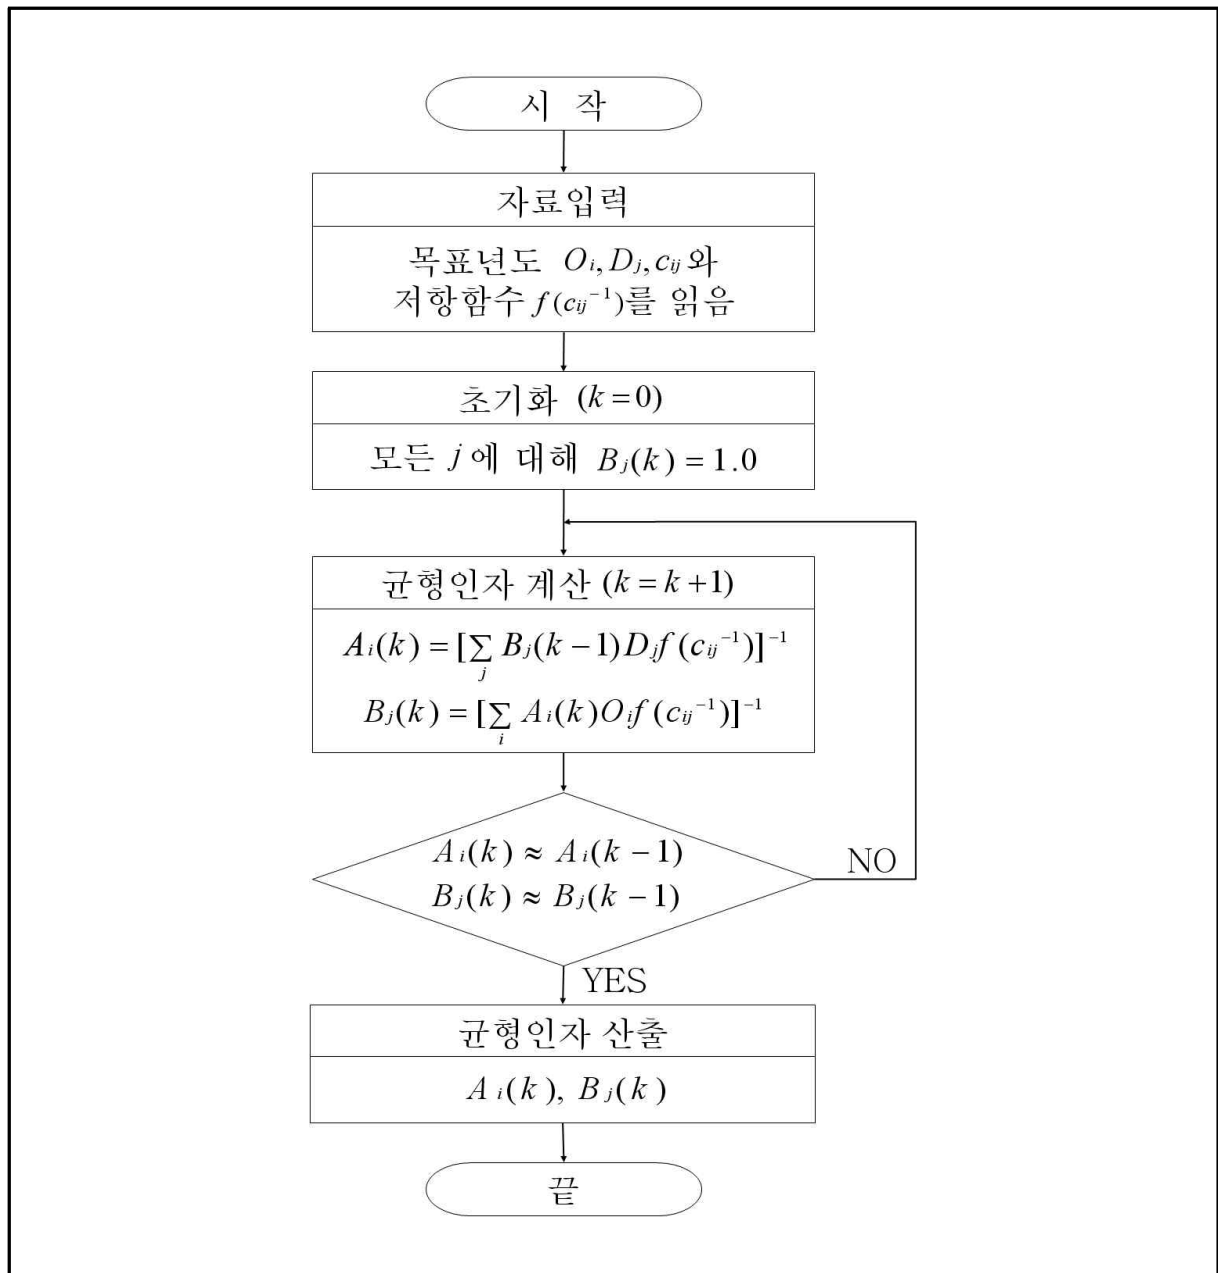 시 작
자료입력
목표년도 Oᵢ, Dⱼ, cᵢⱼ 와
저항함수 f(cᵢⱼ⁻¹)를 읽음
초기화 (k = 0)
모든 j 에 대해 Bⱼ(k) = 1.0
균형인자 계산 (k = k + 1)
Aᵢ(k) = [∑ⱼ Bⱼ(k − 1)Dⱼf(cᵢⱼ⁻¹)]⁻¹
Bⱼ(k) = [∑ᵢ Aᵢ(k)Oᵢf(cᵢⱼ⁻¹)]⁻¹
Aᵢ(k) ≈ Aᵢ(k − 1)
Bⱼ(k) ≈ Bⱼ(k − 1)
NO
YES
균형인자 산출
Aᵢ(k), Bⱼ(k)
끝